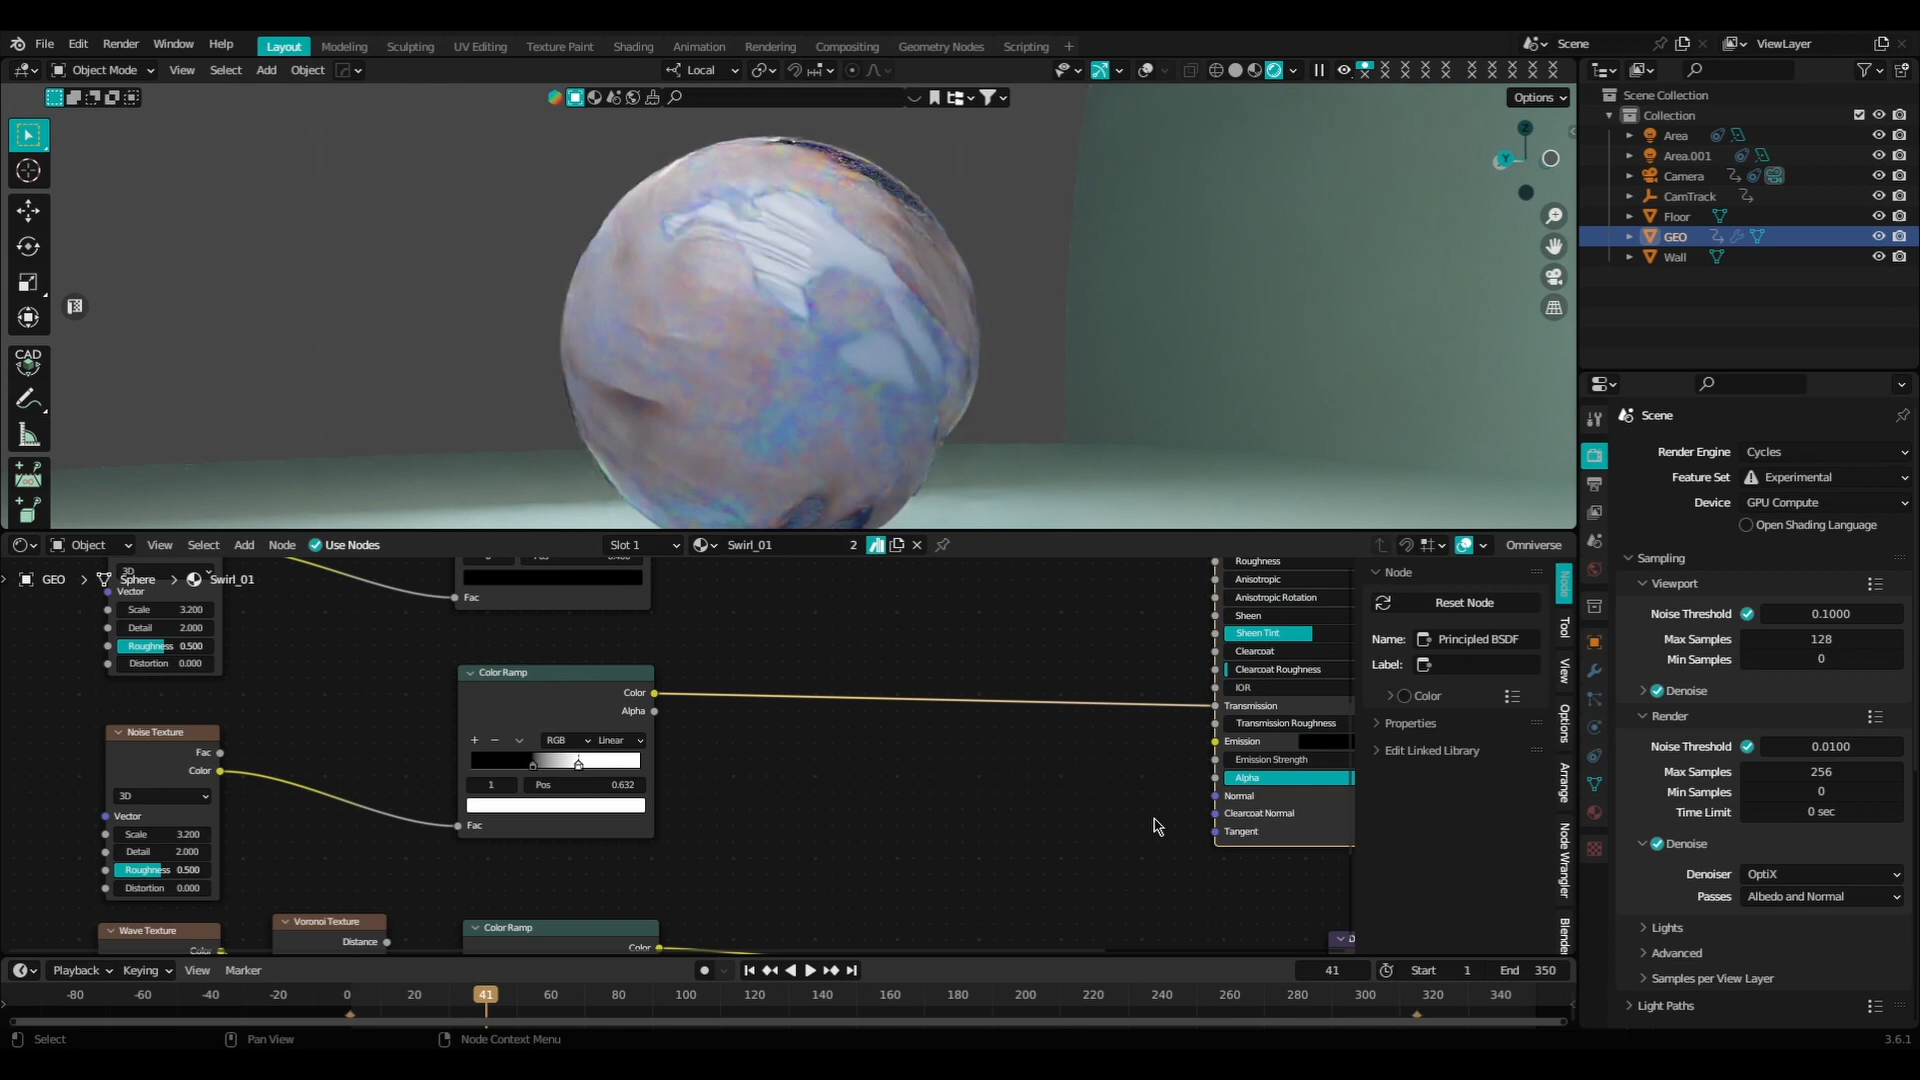 File Edit Render Window Help Layout Modeling Sculpting UV Editing Texture Paint Shading Animation Rendering Compositing Geometry Nodes Scripting + Scene ViewLayer
Object Mode View Select Add Object Local
Options
Scene Collection
Collection
Area
Area.001
Camera
CamTrack
Floor
GEO
Wall
CAD
Z
Y
Scene
Render Engine Cycles
Feature Set Experimental
Device GPU Compute
Open Shading Language
Sampling
Viewport
Noise Threshold 0.1000
Max Samples 128
Min Samples 0
Denoise
Render
Noise Threshold 0.0100
Max Samples 256
Min Samples 0
Time Limit 0 sec
Denoise
Denoiser OptiX
Passes Albedo and Normal
Lights
Advanced
Samples per View Layer
Light Paths
Object View Select Add Node Use Nodes Slot 1 Swirl_01 2 Omniverse
GEO Sphere Swirl_01
3D
Vector
Scale 3.200
Detail 2.000
Roughness 0.500
Distortion 0.000
Fac
Color Ramp
Color
Alpha
+ − RGB Linear
1 Pos 0.632
Fac
Noise Texture
Fac
Color
3D
Vector
Scale 3.200
Detail 2.000
Roughness 0.500
Distortion 0.000
Wave Texture
Color
Voronoi Texture
Distance
Color Ramp
Color
Roughness
Anisotropic
Anisotropic Rotation
Sheen
Sheen Tint
Clearcoat
Clearcoat Roughness
IOR
Transmission
Transmission Roughness
Emission
Emission Strength
Alpha
Normal
Clearcoat Normal
Tangent
Node
Reset Node
Name: Principled BSDF
Label:
Color
Properties
Edit Linked Library
Node
Tool
View
Options
Arrange
Node Wrangler
Blender
Playback Keying View Marker 41 Start 1 End 350
-80 -60 -40 -20 0 20 41 60 80 100 120 140 160 180 200 220 240 260 280 300 320 340
Select Pan View Node Context Menu 3.6.1